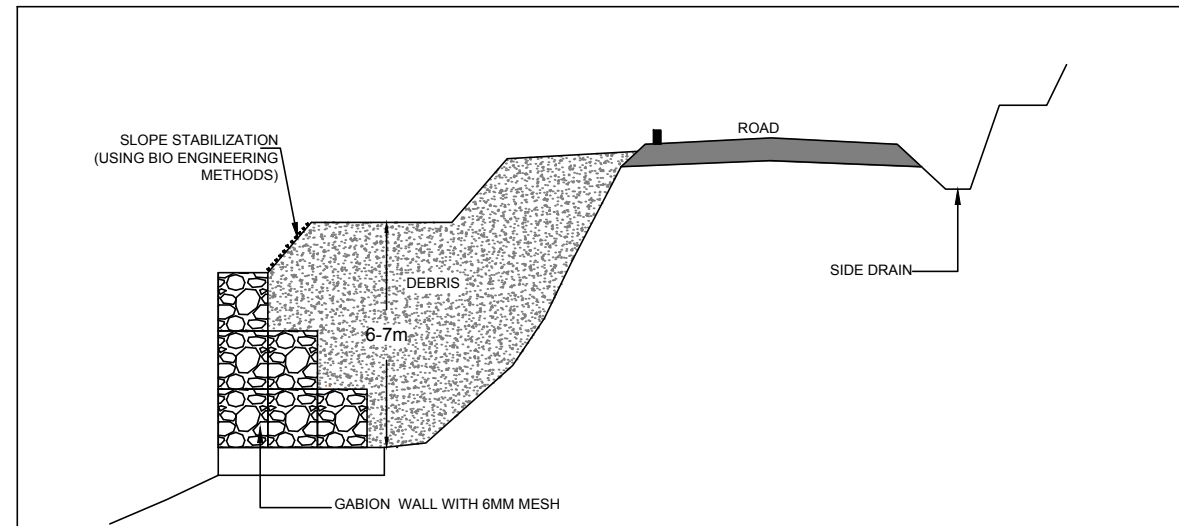 ROAD
SLOPE STABILIZATION
(USING BIO ENGINEERING
METHODS)
SIDE DRAIN
DEBRIS
6-7m
GABION WALL WITH 6MM MESH